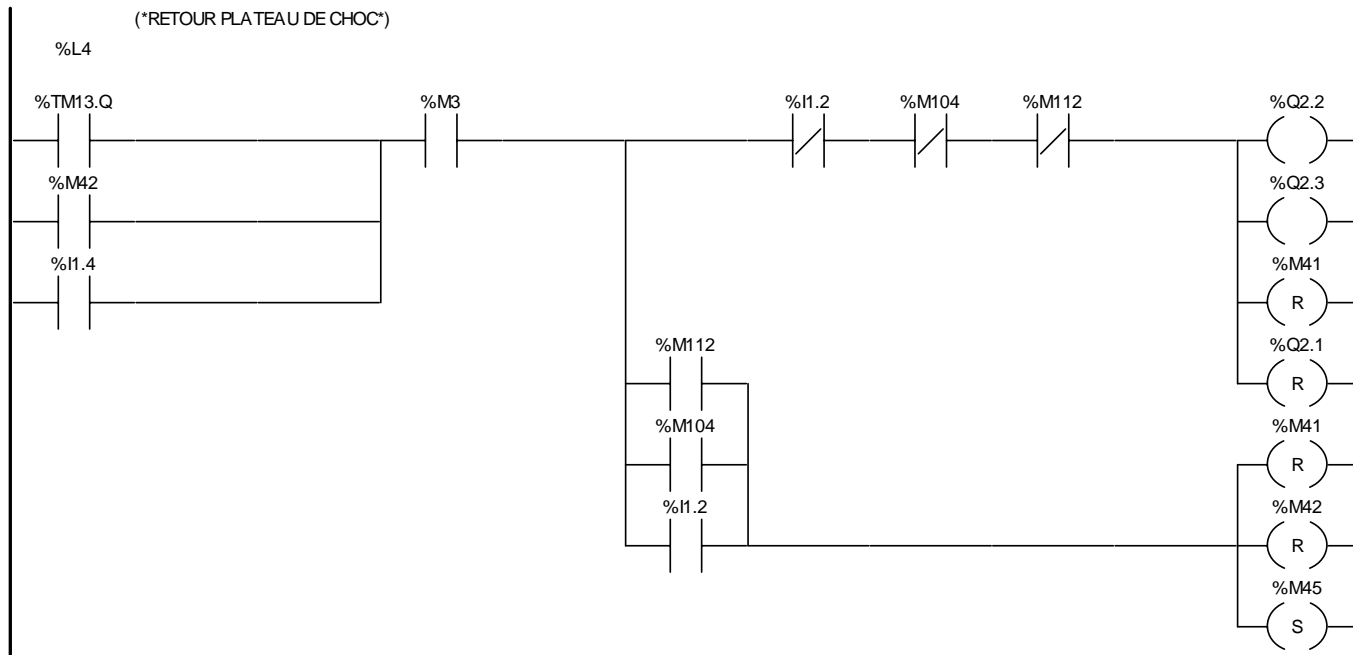 (*RETOUR PLATEAU DE CHOC*)
%L4
%TM13.Q %M3 %I1.2 %M104 %M112 %Q2.2
%M42 %Q2.3
%I1.4 %M41
R
%M112 %Q2.1
R
%M104 %M41
R
%I1.2 %M42
R
%M45
S